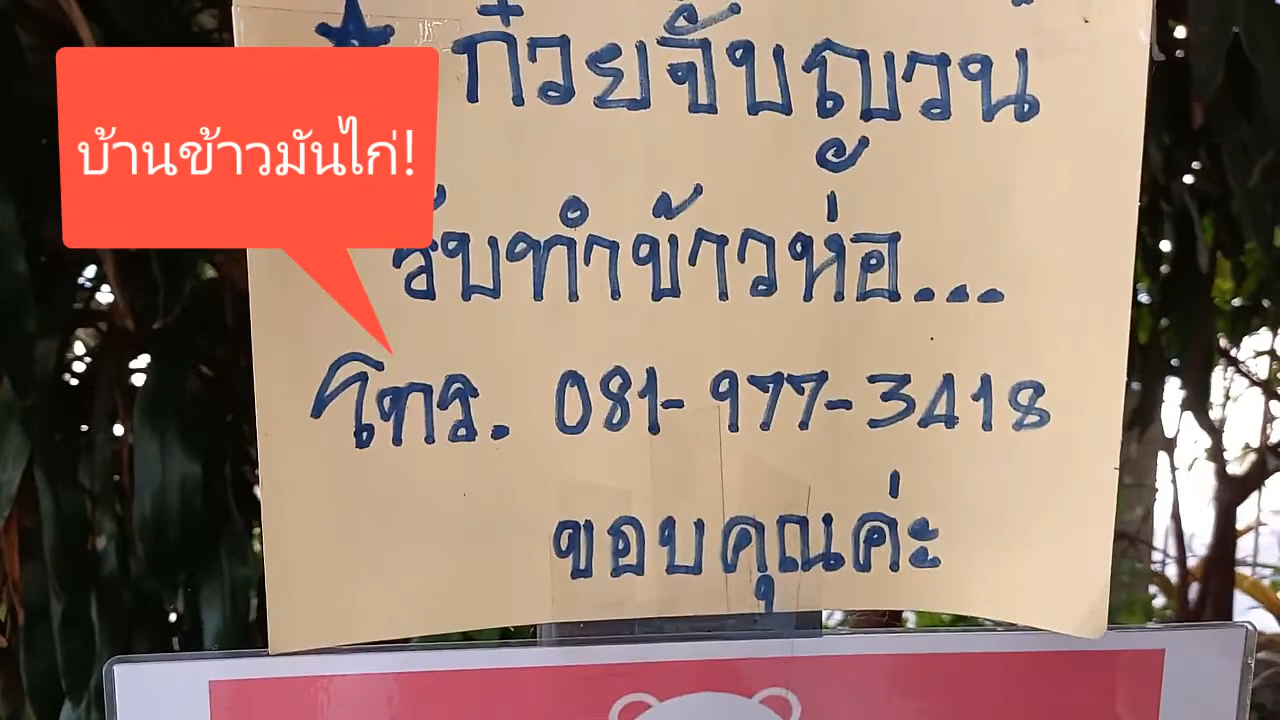 ก๋วยจั๊บญวน
บ้านข้าวมันไก่!
รับทำข้าวห่อ...
โทร. 081-977-3418
ขอบคุณค่ะ